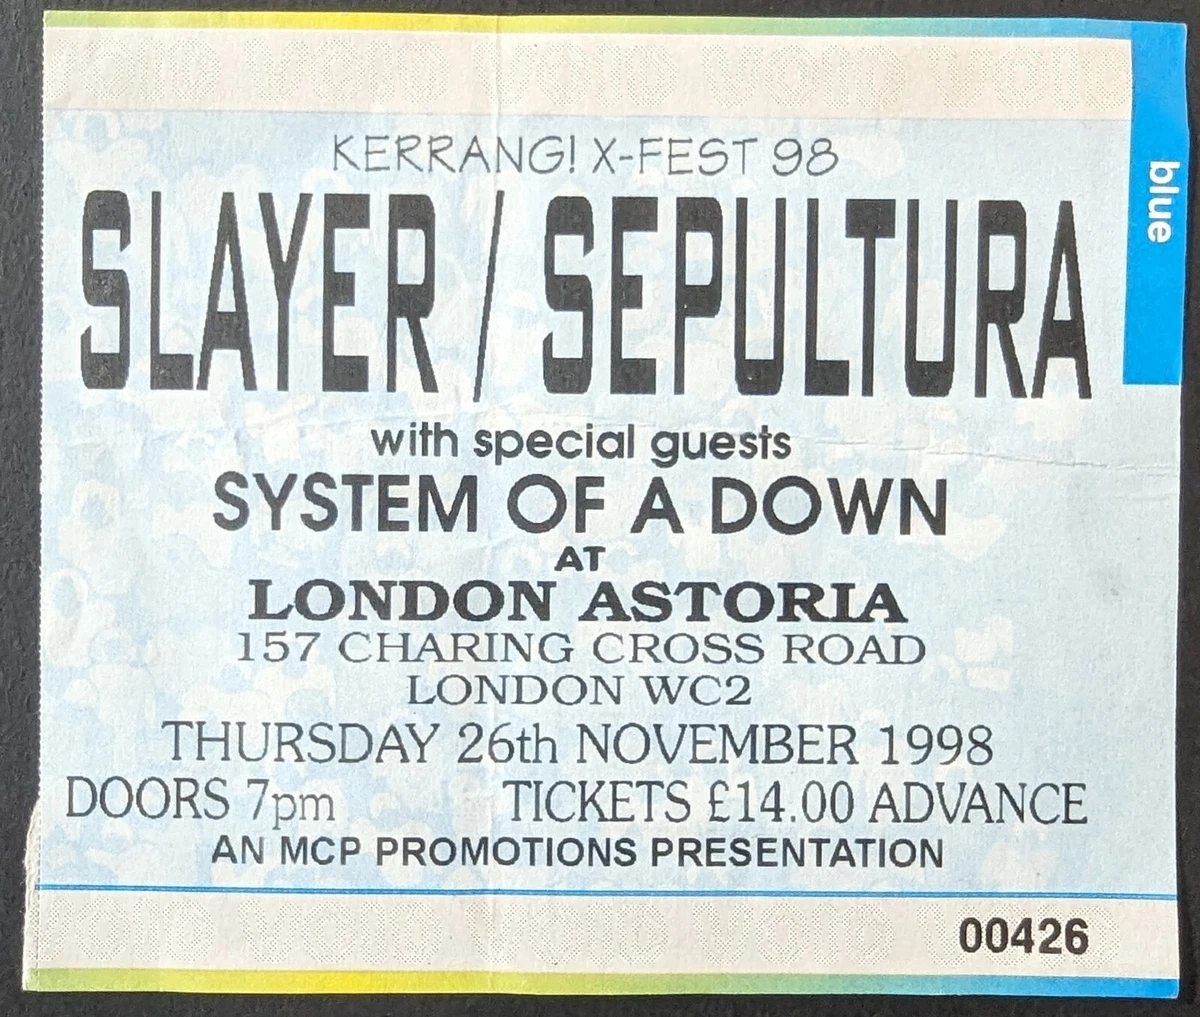 KERRANG! X-FEST 98
SLAYER / SEPULTURA
blue
with special guests
SYSTEM OF A DOWN
AT
LONDON ASTORIA
157 CHARING CROSS ROAD
LONDON WC2
THURSDAY 26th NOVEMBER 1998
DOORS 7pm TICKETS £14.00 ADVANCE
AN MCP PROMOTIONS PRESENTATION
00426